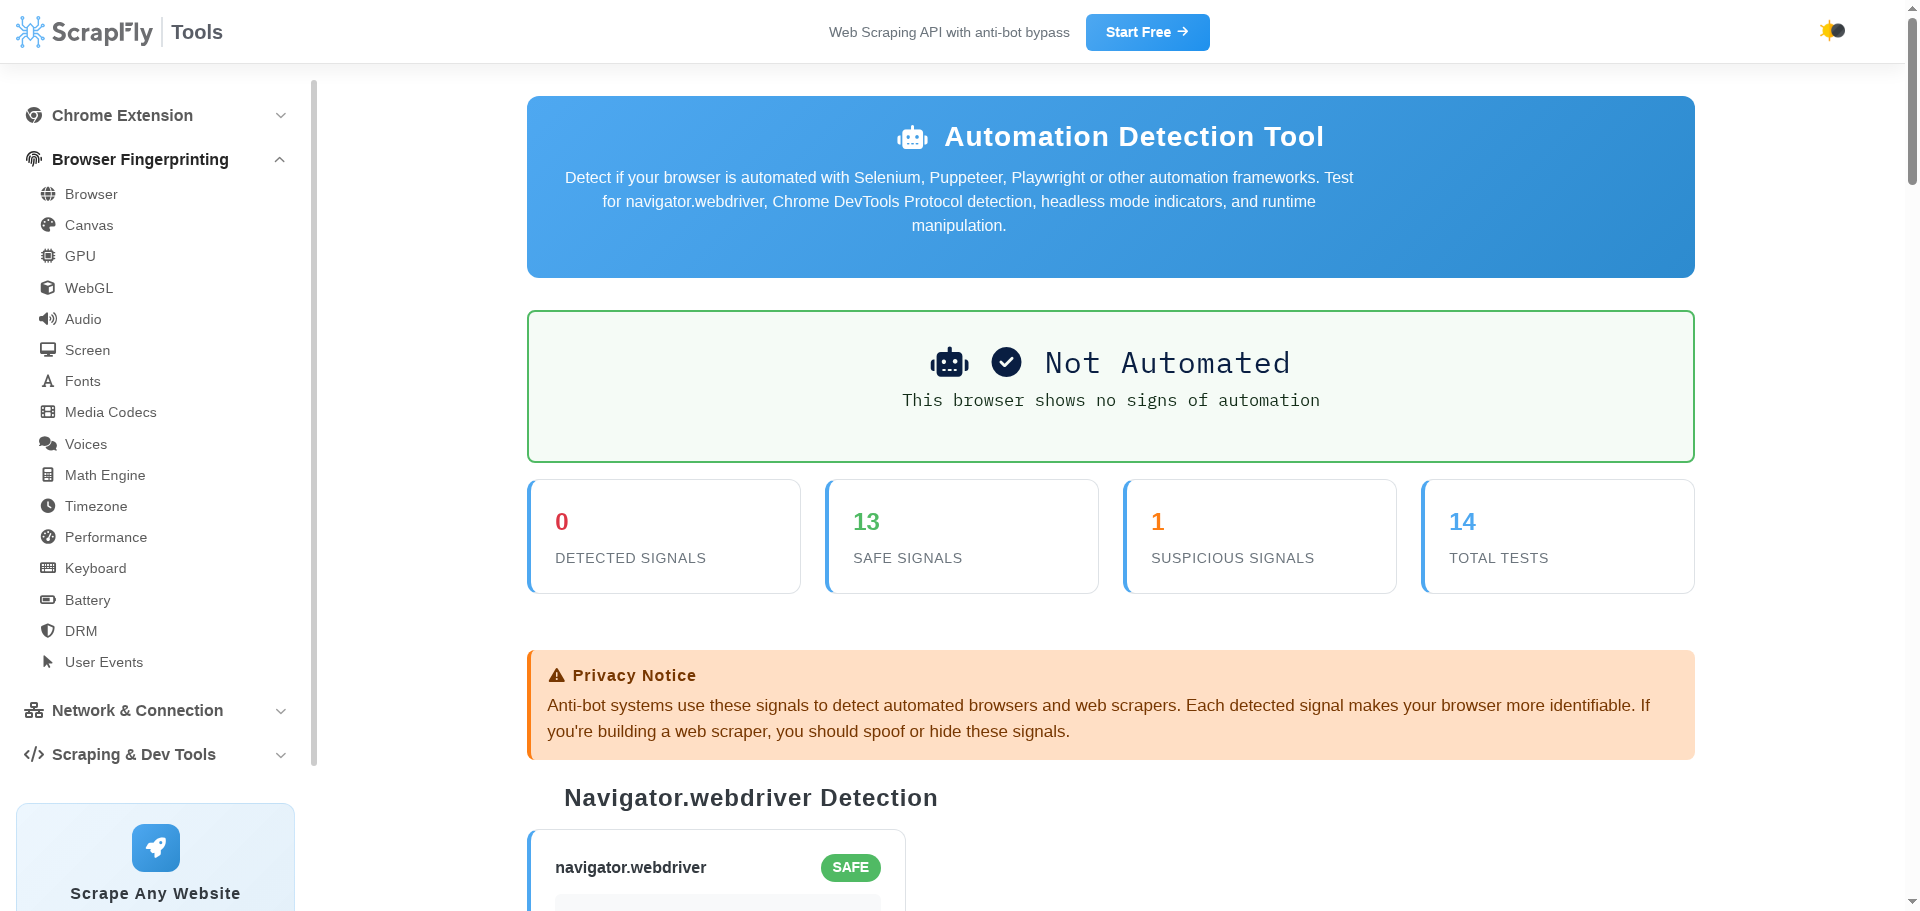 Scrapfly
Tools
Web Scraping API with anti-bot bypass
Start Free
Chrome Extension
Browser Fingerprinting
Browser
Canvas
GPU
WebGL
Audio
Screen
Fonts
Media Codecs
Voices
Math Engine
Timezone
Performance
Keyboard
Battery
DRM
User Events
Network & Connection
Scraping & Dev Tools
Scrape Any Website
Automation Detection Tool
Detect if your browser is automated with Selenium, Puppeteer, Playwright or other automation frameworks. Test
for navigator.webdriver, Chrome DevTools Protocol detection, headless mode indicators, and runtime
manipulation.
Not Automated
This browser shows no signs of automation
0
DETECTED SIGNALS
13
SAFE SIGNALS
1
SUSPICIOUS SIGNALS
14
TOTAL TESTS
Privacy Notice
Anti-bot systems use these signals to detect automated browsers and web scrapers. Each detected signal makes your browser more identifiable. If
you're building a web scraper, you should spoof or hide these signals.
Navigator.webdriver Detection
navigator.webdriver
SAFE